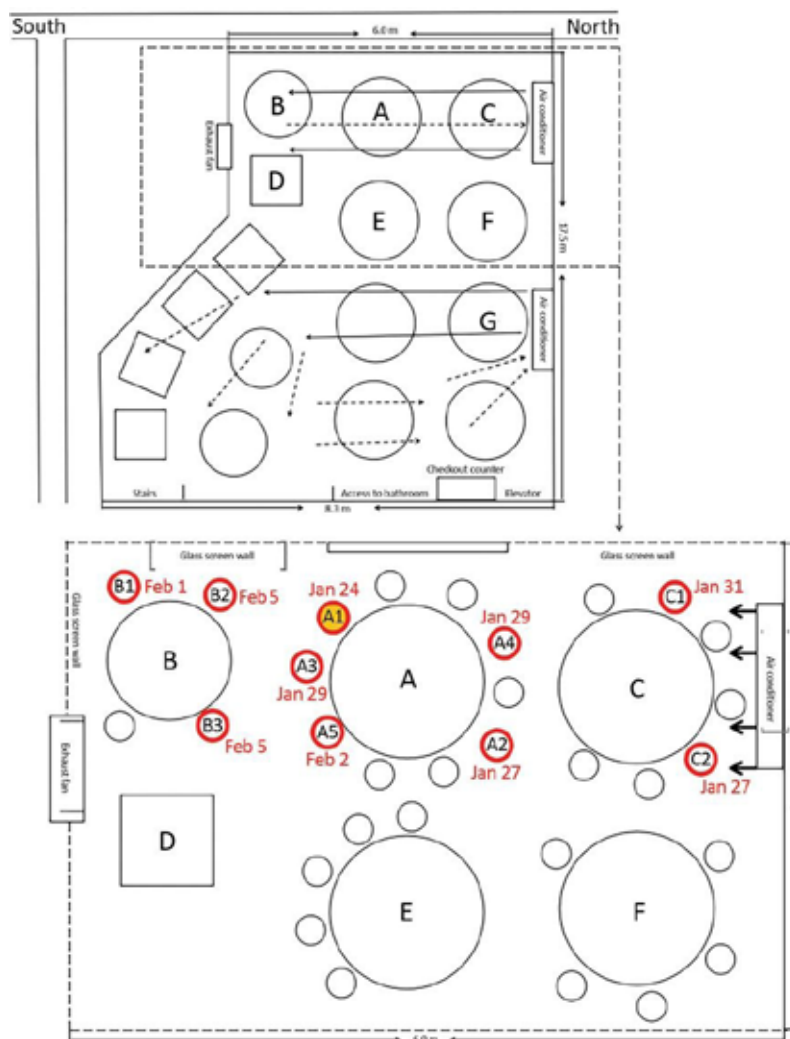 South
North
6.0 m
B
A
C
Air conditioner
Exhaust fan
D
E
F
17.5 m
G
Air conditioner
Checkout counter
Stairs
Access to bathroom
Elevator
8.3 m
Glass screen wall
Glass screen wall
Glass screen wall
B1 Feb 1
B2 Feb 5
Jan 24
A1
C1 Jan 31
Jan 29
A4
B
A3
Jan 29
A
C
Air conditioner
B3
Feb 5
A5
Feb 2
A2
Jan 27
C2
Jan 27
Exhaust fan
D
E
F
6.0 m